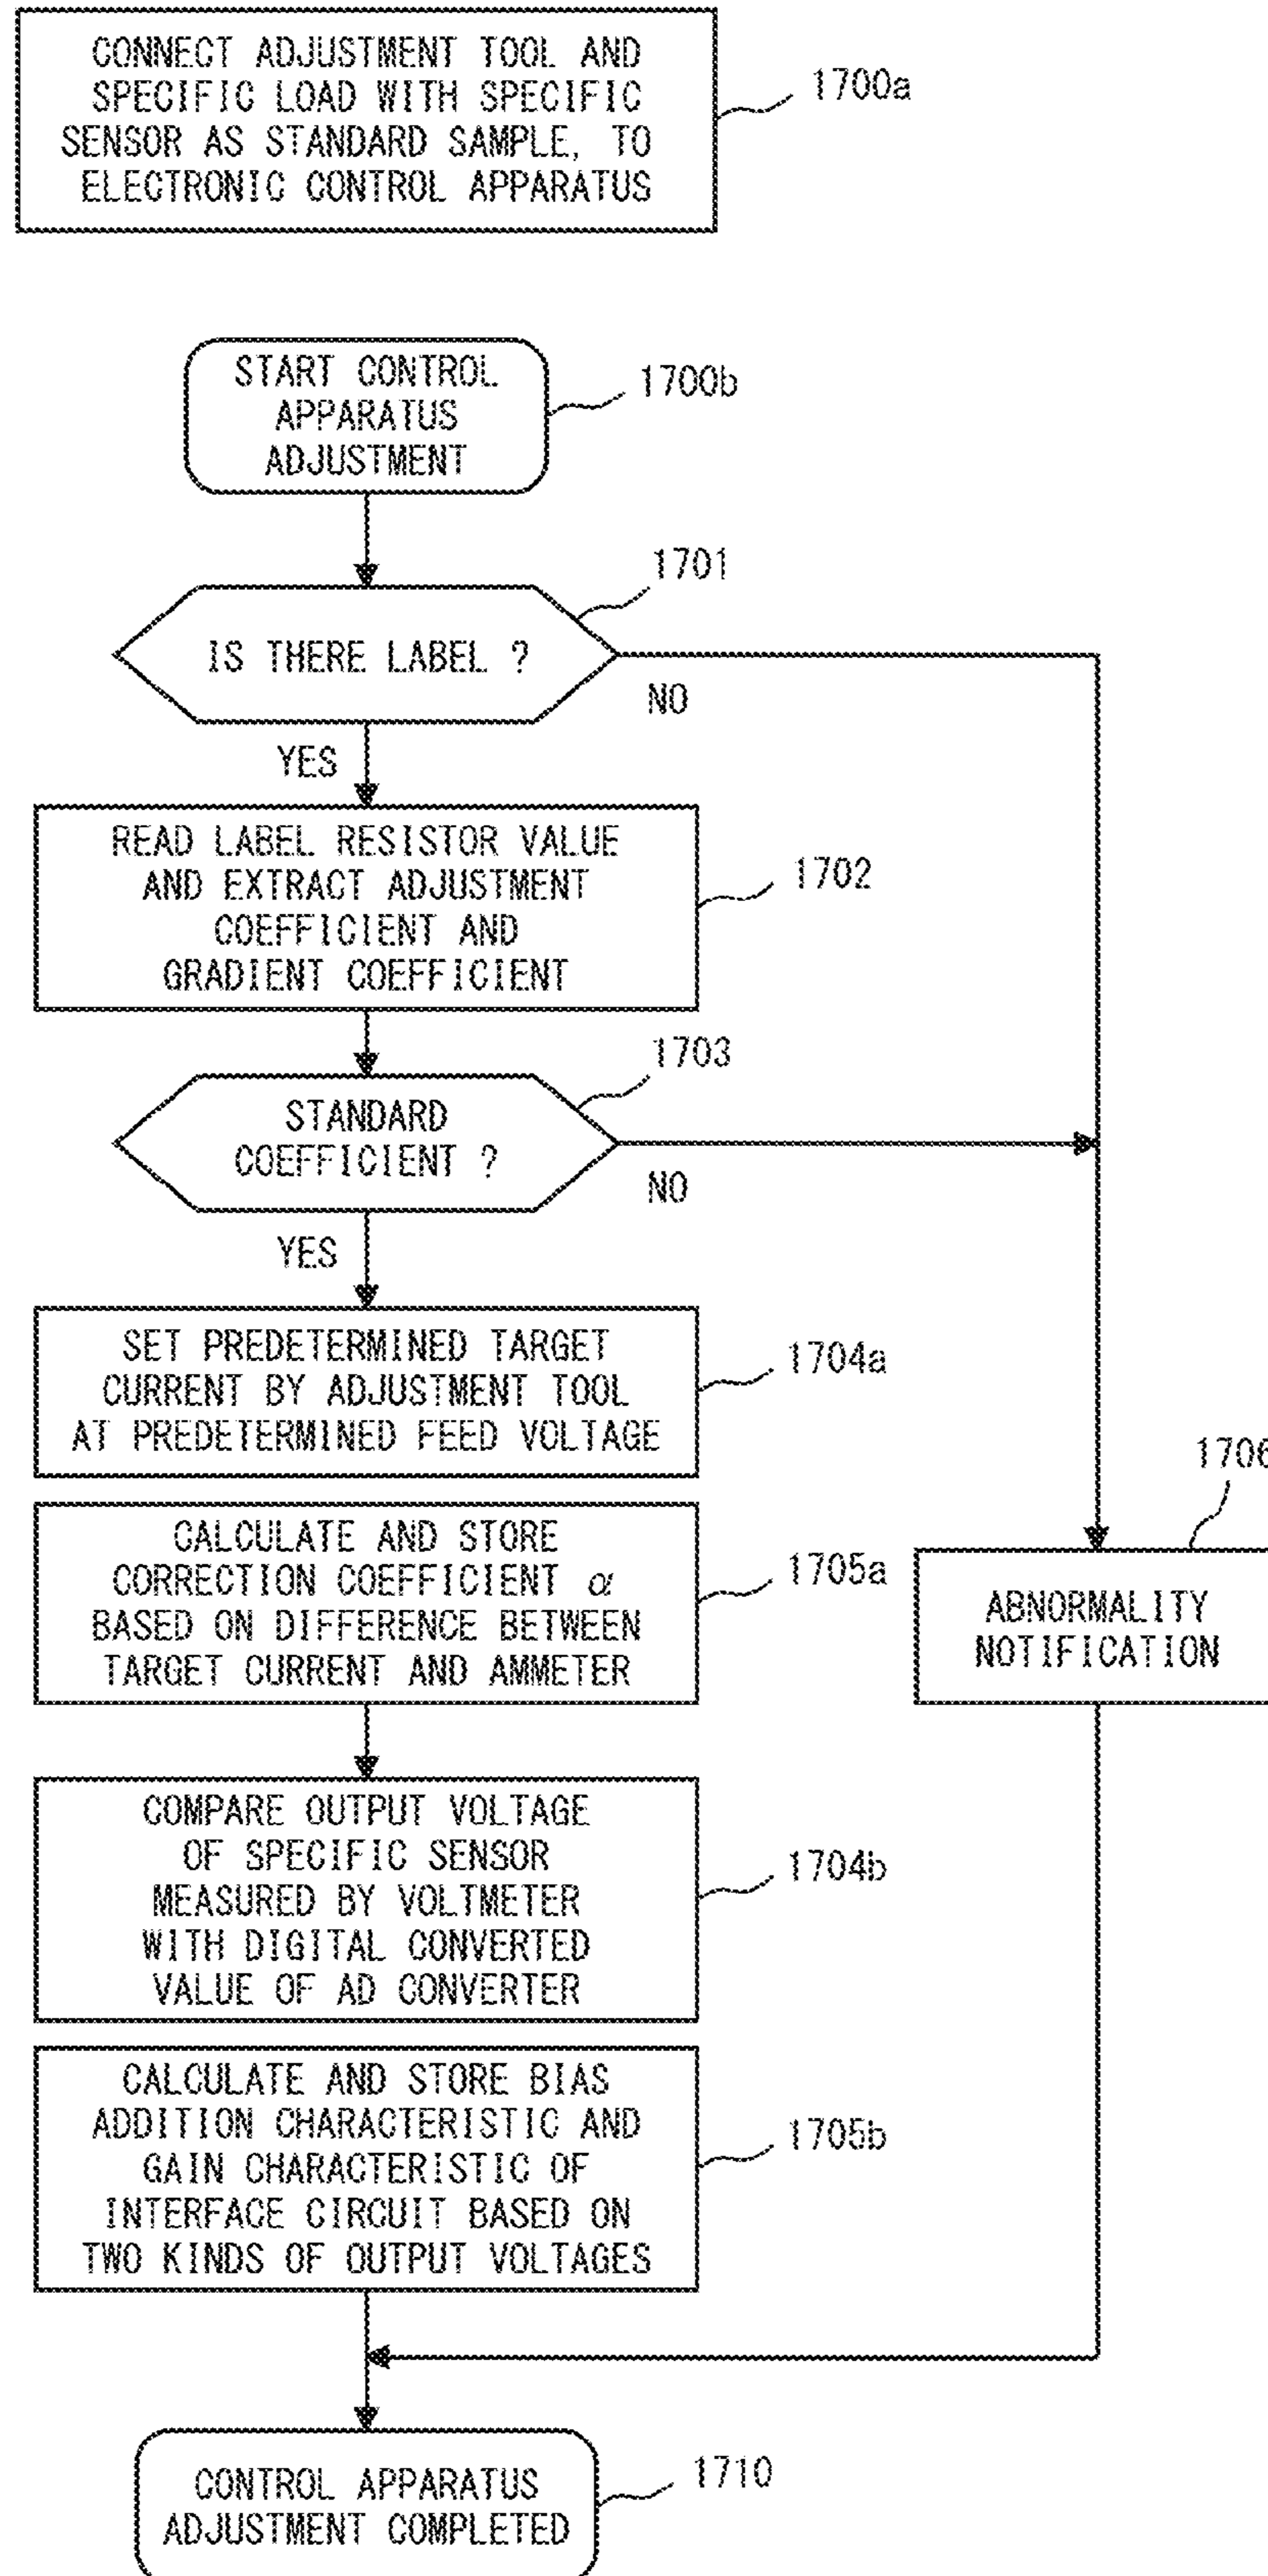 CONNECT ADJUSTMENT TOOL AND
SPECIFIC LOAD WITH SPECIFIC
SENSOR AS STANDARD SAMPLE, TO
ELECTRONIC CONTROL APPARATUS
1700a
START CONTROL
APPARATUS
ADJUSTMENT
1700b
1701
IS THERE LABEL ?
NO
YES
READ LABEL RESISTOR VALUE
AND EXTRACT ADJUSTMENT
COEFFICIENT AND
GRADIENT COEFFICIENT
1702
1703
STANDARD
COEFFICIENT ?
NO
YES
SET PREDETERMINED TARGET
CURRENT BY ADJUSTMENT TOOL
AT PREDETERMINED FEED VOLTAGE
1704a
CALCULATE AND STORE
CORRECTION COEFFICIENT α
BASED ON DIFFERENCE BETWEEN
TARGET CURRENT AND AMMETER
1705a
1706
ABNORMALITY
NOTIFICATION
COMPARE OUTPUT VOLTAGE
OF SPECIFIC SENSOR
MEASURED BY VOLTMETER
WITH DIGITAL CONVERTED
VALUE OF AD CONVERTER
1704b
CALCULATE AND STORE BIAS
ADDITION CHARACTERISTIC AND
GAIN CHARACTERISTIC OF
INTERFACE CIRCUIT BASED ON
TWO KINDS OF OUTPUT VOLTAGES
1705b
CONTROL APPARATUS
ADJUSTMENT COMPLETED
1710